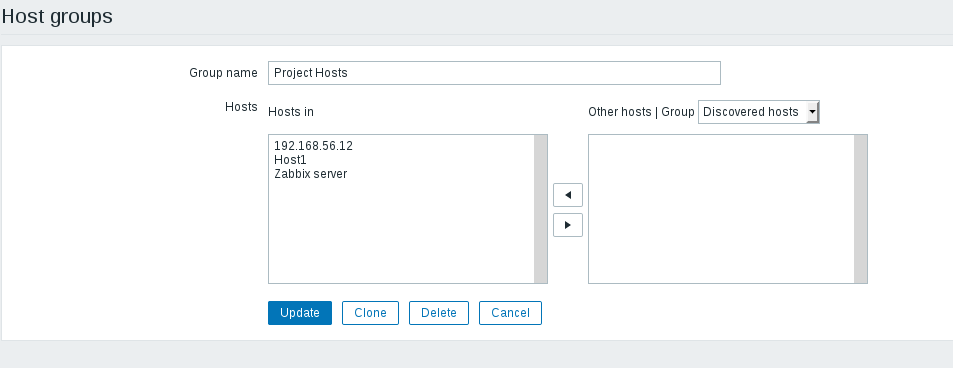 Host groups
Group name Project Hosts
Hosts Hosts in Other hosts | Group Discovered hosts
192.168.56.12
Host1
Zabbix server
Update Clone Delete Cancel